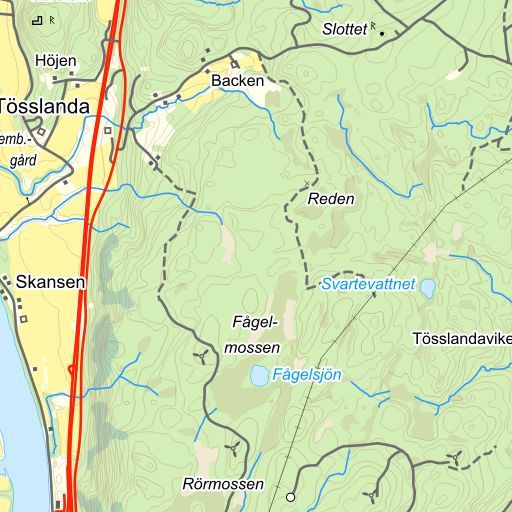 Slottet R
R
Höjen
Backen
Tösslanda
emb.-
gård
Reden
Skansen
Svartevattnet
Fågel-
mossen
Tösslandavike
Fågelsjön
Rörmossen